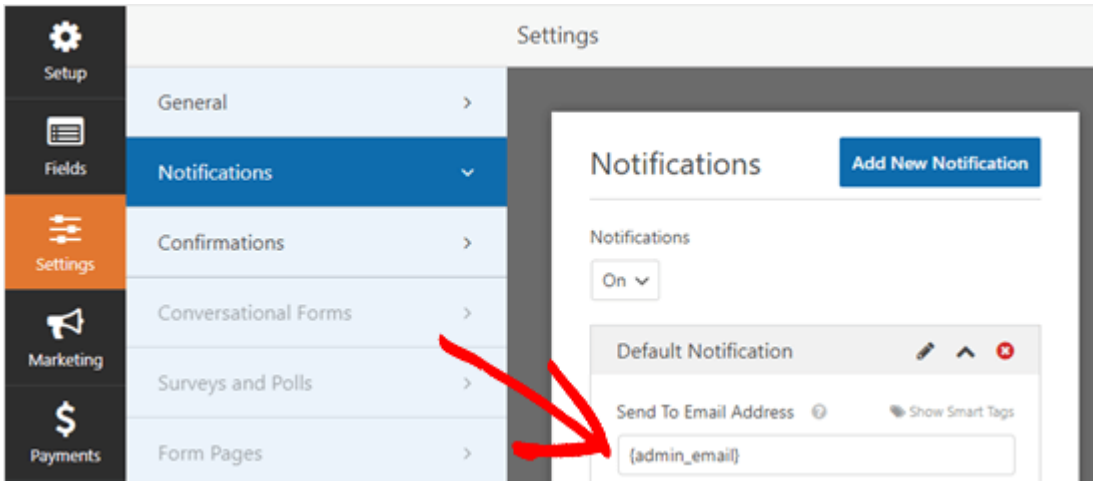 Settings
Setup
Fields
Settings
Marketing
Payments
General
Notifications
Confirmations
Conversational Forms
Surveys and Polls
Form Pages
Notifications
Add New Notification
Notifications
On
Default Notification
Send To Email Address
Show Smart Tags
{admin_email}